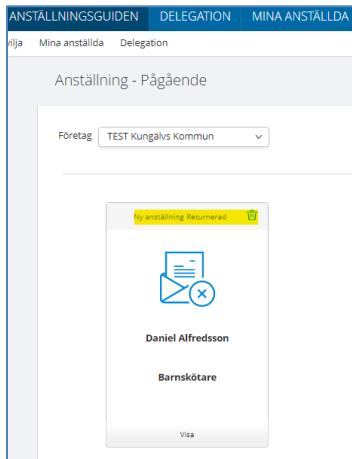 ANSTÄLLNINGSGUIDEN DELEGATION MINA ANSTÄLLDA
vilja Mina anställda Delegation
Anställning - Pågående
Företag TEST Kungälvs Kommun
Ny anställning Returnerad
Daniel Alfredsson
Barnskötare
Visa